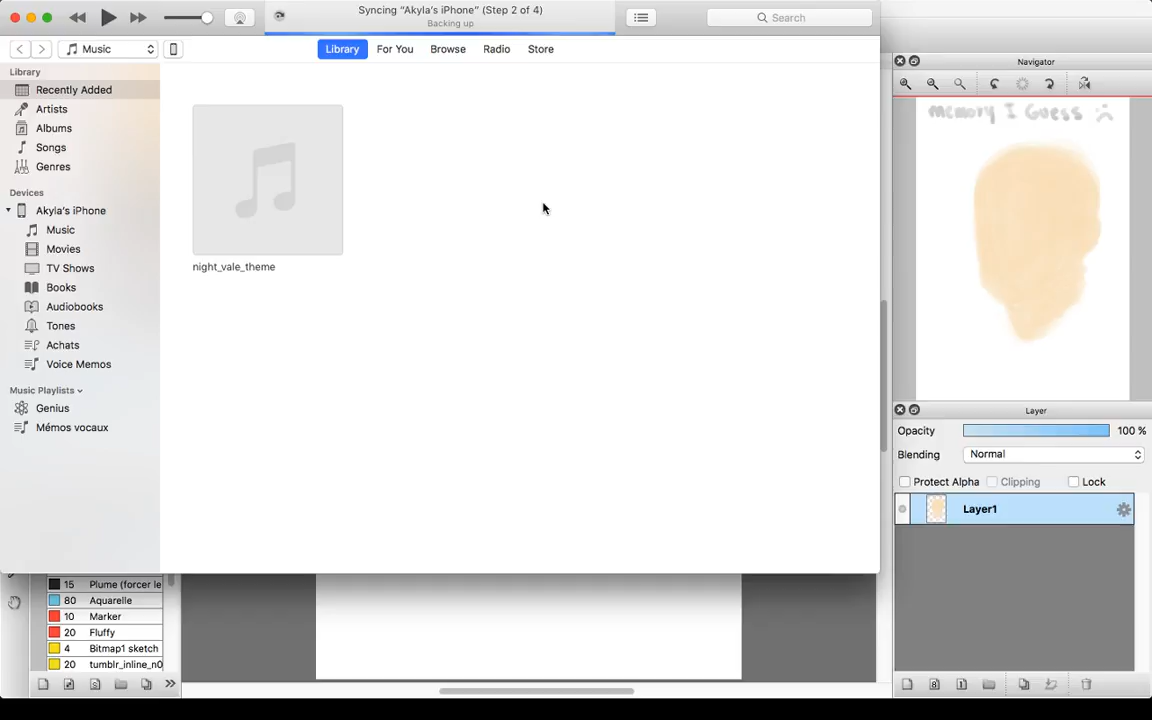 Syncing “Akyla’s iPhone” (Step 2 of 4)
Backing up
Search
Music
Library
For You
Browse
Radio
Store
Library
Recently Added
Artists
Albums
Songs
Genres
Devices
Akyla’s iPhone
Music
Movies
TV Shows
Books
Audiobooks
Tones
Achats
Voice Memos
Music Playlists
Genius
Mémos vocaux
night_vale_theme
Navigator
memory I Guess :(
Layer
Opacity
100 %
Blending
Normal
Protect Alpha
Clipping
Lock
Layer1
15 Plume (forcer le
80 Aquarelle
10 Marker
20 Fluffy
4 Bitmap1 sketch
20 tumblr_inline_n0